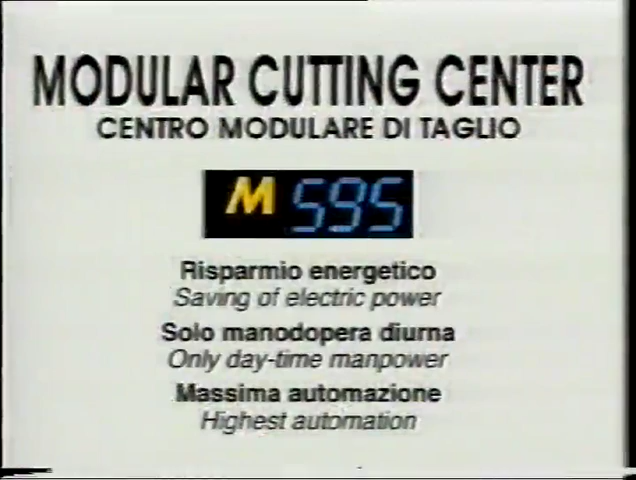 MODULAR CUTTING CENTER
CENTRO MODULARE DI TAGLIO
M 595
Risparmio energetico
Saving of electric power
Solo manodopera diurna
Only day-time manpower
Massima automazione
Highest automation